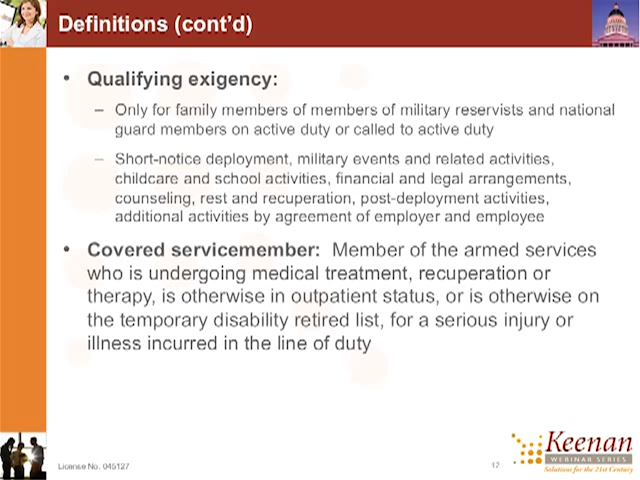 Definitions (cont’d)
• Qualifying exigency:
– Only for family members of members of military reservists and national
guard members on active duty or called to active duty
– Short-notice deployment, military events and related activities,
childcare and school activities, financial and legal arrangements,
counseling, rest and recuperation, post-deployment activities,
additional activities by agreement of employer and employee
• Covered servicemember: Member of the armed services
who is undergoing medical treatment, recuperation or
therapy, is otherwise in outpatient status, or is otherwise on
the temporary disability retired list, for a serious injury or
illness incurred in the line of duty
License No. 045127
12
Keenan
WEBINAR SERIES
Solutions for the 21st Century